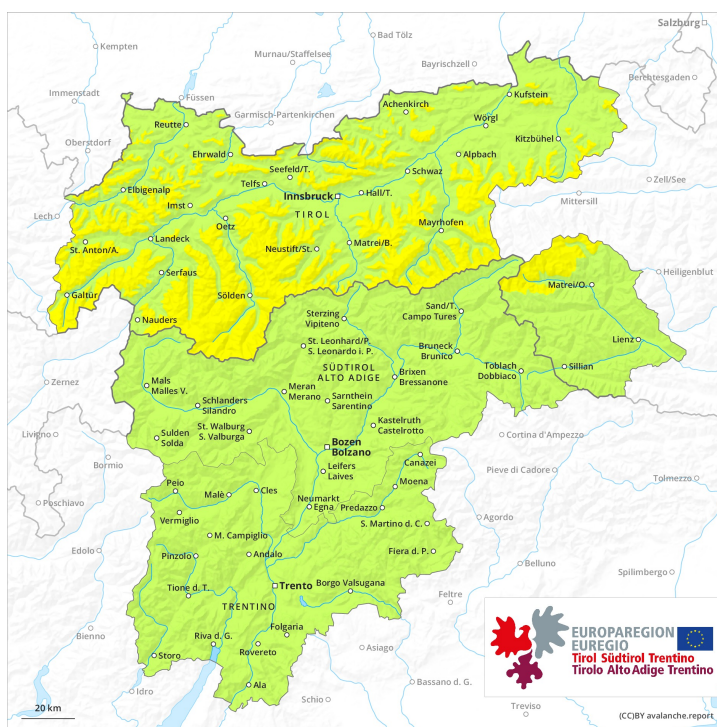 Salzburg
Bad Tölz
Kempten
Murnau/Staffelsee
Bayrischzell
Berchtesgaden
Immenstadt
Füssen
Kufstein
Achenkirch
Garmisch-Partenkirchen
Wörgl
Reutte
Kitzbühel
Oberstdorf
Ehrwald
Alpbach
Seefeld/T.
Schwaz
Zell/See
Telfs
Elbigenalp
Innsbruck
Hall/T.
Mittersill
Imst
TIROL
Lech
Oetz
Mayrhofen
St. Anton/A.
Landeck
Neustift/St.
Matrei/B.
Serfaus
Heiligenblut
Galtür
Sölden
Matrei/O.
Nauders
Sterzing
Vipiteno
Sand/T.
Campo Tures
Lienz
St. Leonhard/P.
S. Leonardo i. P.
Bruneck
Brunico
Toblach
Dobbiaco
Sillian
SÜDTIROL
ALTO ADIGE
Brixen
Bressanone
Zernez
Mals
Malles V.
Meran
Merano
Schlanders
Silandro
Sarnthein
Sarentino
Kastelruth
Castelrotto
Livigno
Sulden
Solda
St. Walburg
S. Valburga
Bozen
Bolzano
Cortina d'Ampezzo
Canazei
Bormio
Leifers
Laives
Pieve di Cadore
Tolmezzo
Peio
Malè
Cles
Moena
Poschiavo
Neumarkt
Egna
Predazzo
Vermiglio
Agordo
S. Martino d. C.
M. Campiglio
Edolo
Pinzolo
Andalo
Fiera d. P.
Belluno
Spilimbergo
Tione d. T.
Trento
Borgo Valsugana
Feltre
TRENTINO
Bienno
Folgaria
Riva d. G.
Rovereto
Asiago
Storo
Ala
Idro
Schio
Bassano d. G.
Treviso
EUROPAREGION
EUREGIO
Tirol Südtirol Trentino
Tirolo Alto Adige Trentino
20 km
(CC)BY avalanche.report